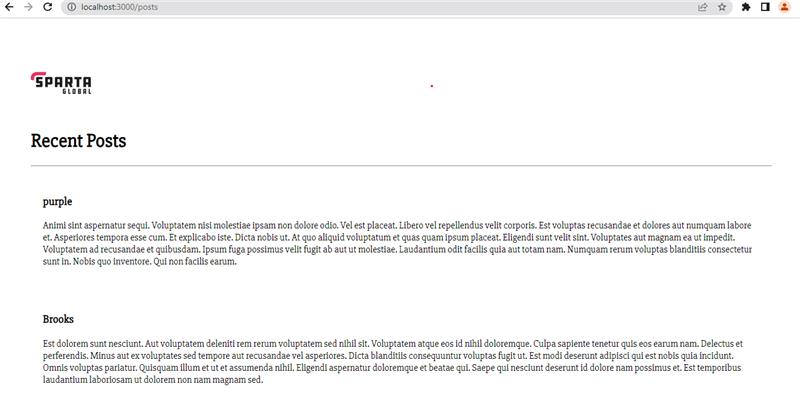 localhost:3000/posts
SPARTA
GLOBAL
Recent Posts
purple
Animi sint aspernatur sequi. Voluptatem nisi molestiae ipsam non dolore odio. Vel est placeat. Libero vel repellendus velit corporis. Est voluptas recusandae et dolores aut numquam labore
et. Asperiores tempora esse cum. Et explicabo iste. Dicta nobis ut. At quo aliquid voluptatum et quas quam ipsum placeat. Eligendi sunt velit sint. Voluptates aut magnam ea ut impedit.
Voluptatem ad recusandae et quibusdam. Ipsum fuga possimus velit fugit ab aut ut molestiae. Laudantium odit facilis quia aut totam nam. Numquam rerum voluptas blanditiis consectetur
sunt in. Nobis quo inventore. Qui non facilis earum.
Brooks
Est dolorem sunt nesciunt. Aut voluptatem deleniti rem rerum voluptatem sed nihil sit. Voluptatem atque eos id nihil doloremque. Culpa sapiente tenetur quis eos earum nam. Delectus et
perferendis. Minus aut ex voluptates sed tempore aut recusandae vel asperiores. Dicta blanditiis consequuntur voluptas fugit ut. Est modi deserunt adipisci qui est nobis quia incidunt.
Omnis voluptas pariatur. Quisquam illum et ut et assumenda nihil. Eligendi aspernatur doloremque et beatae qui. Saepe qui nesciunt deserunt id dolore nam possimus et. Est temporibus
laudantium laboriosam ut dolorem non nam magnam sed.